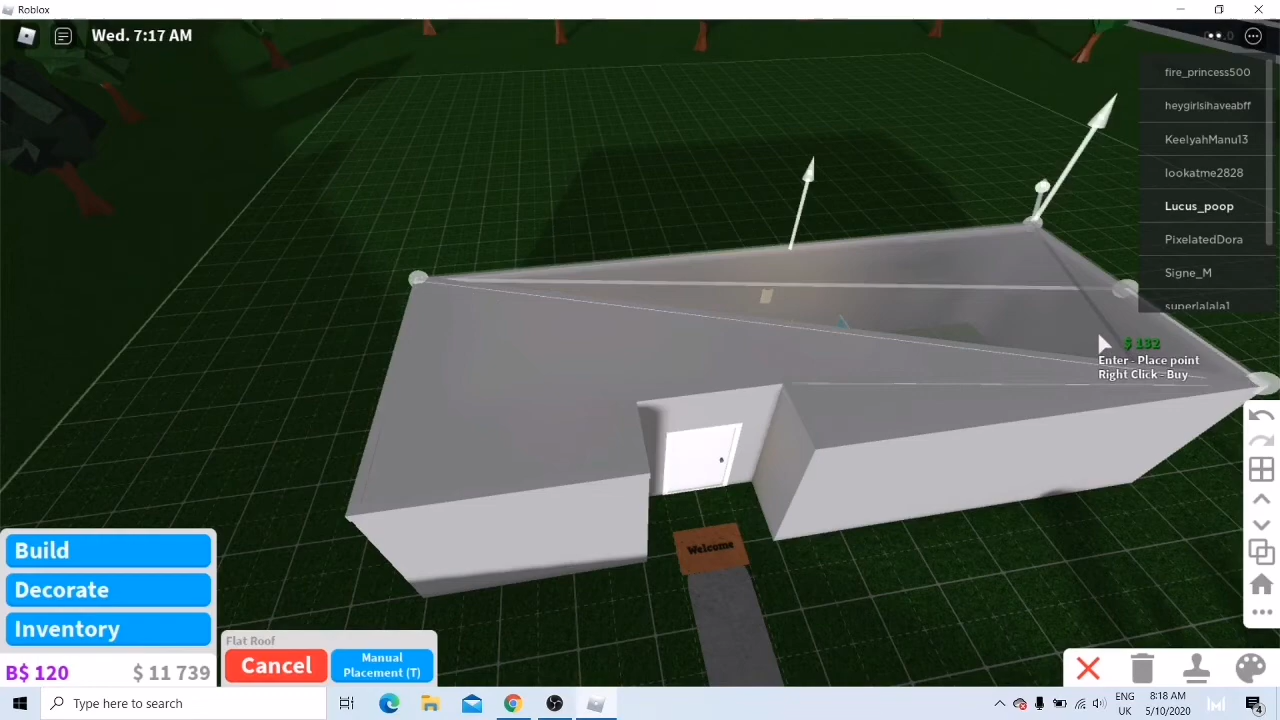 Roblox
Wed. 7:17 AM
fire_princess500
heygirlsihaveabff
KeelyahManu13
lookatme2828
Lucus_poop
PixelatedDora
Signe_M
superlalala1
$ 132
Enter - Place point
Right Click - Buy
Welcome
Build
Decorate
Inventory
B$ 120 $ 11 739
Flat Roof
Cancel
Manual
Placement (T)
Type here to search
ENG
UK
8:18 AM
5/10/2020
4